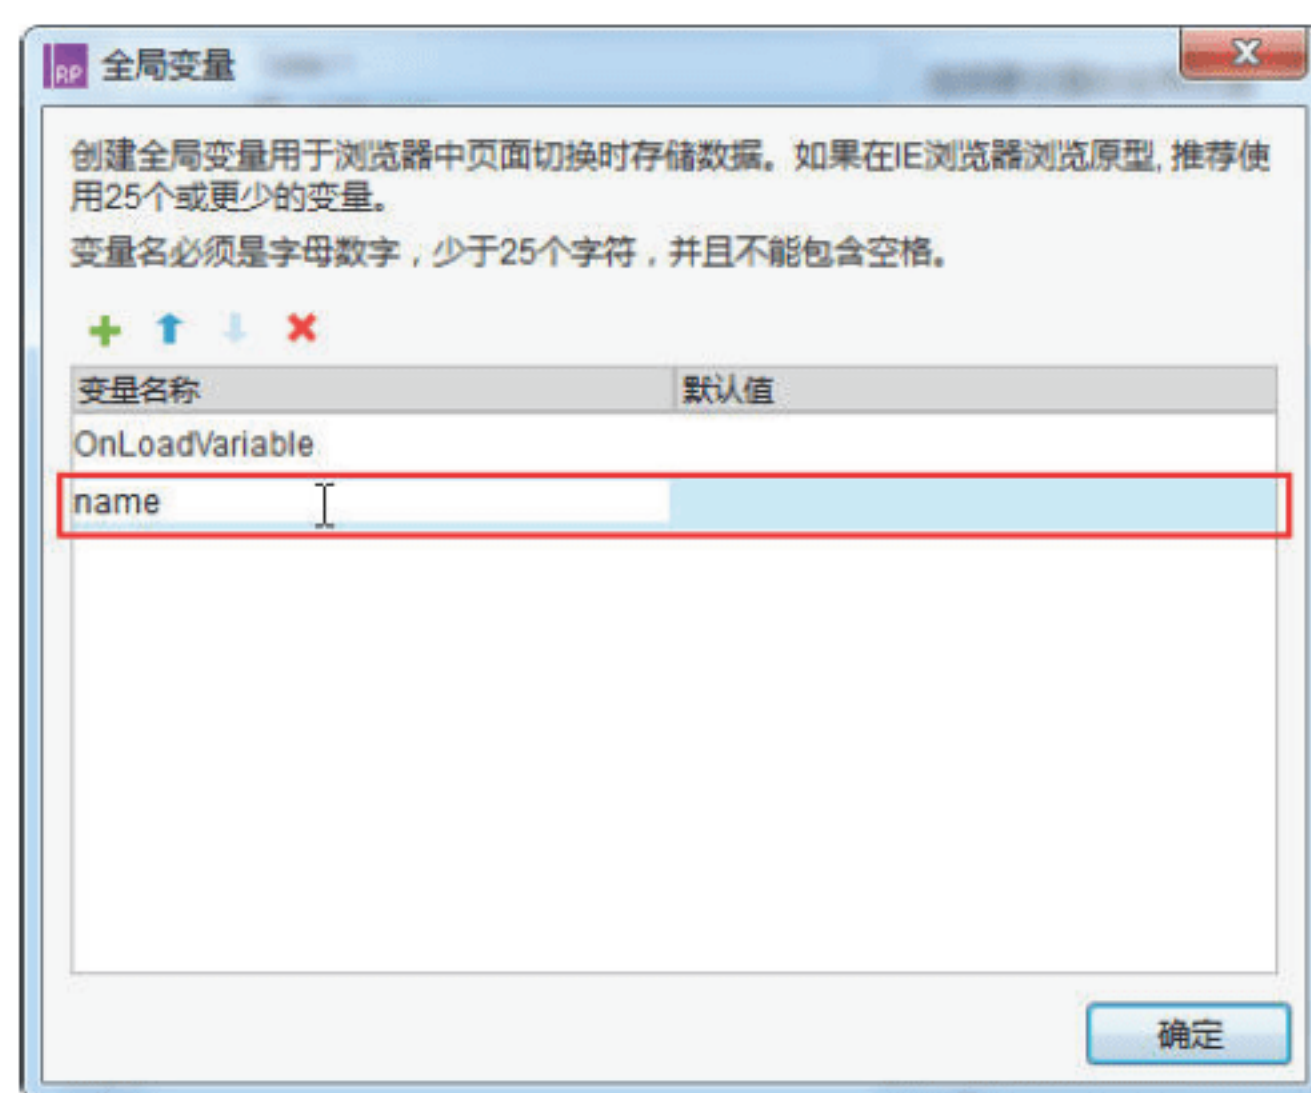 RP 全局变量
创建全局变量用于浏览器中页面切换时存储数据。如果在IE浏览器浏览原型, 推荐使
用25个或更少的变量。
变量名必须是字母数字，少于25个字符，并且不能包含空格。
变量名称 默认值
OnLoadVariable
name
确定